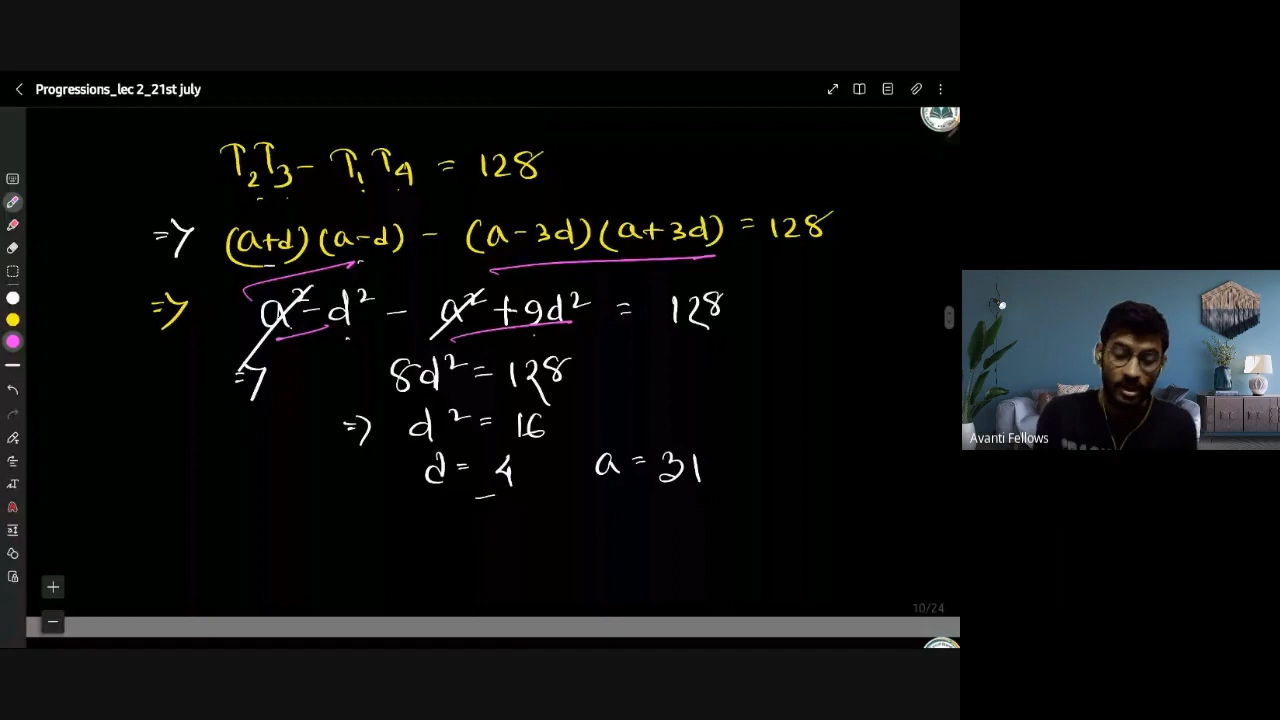 Progressions_lec 2_21st july
T₂T₃ - T₁T₄ = 128
=> (a+d)(a-d) - (a-3d)(a+3d) = 128
=> a² - d² - a² + 9d² = 128
=> 8d² = 128
=> d² = 16
d = 4 a = 31
Avanti Fellows
10/24